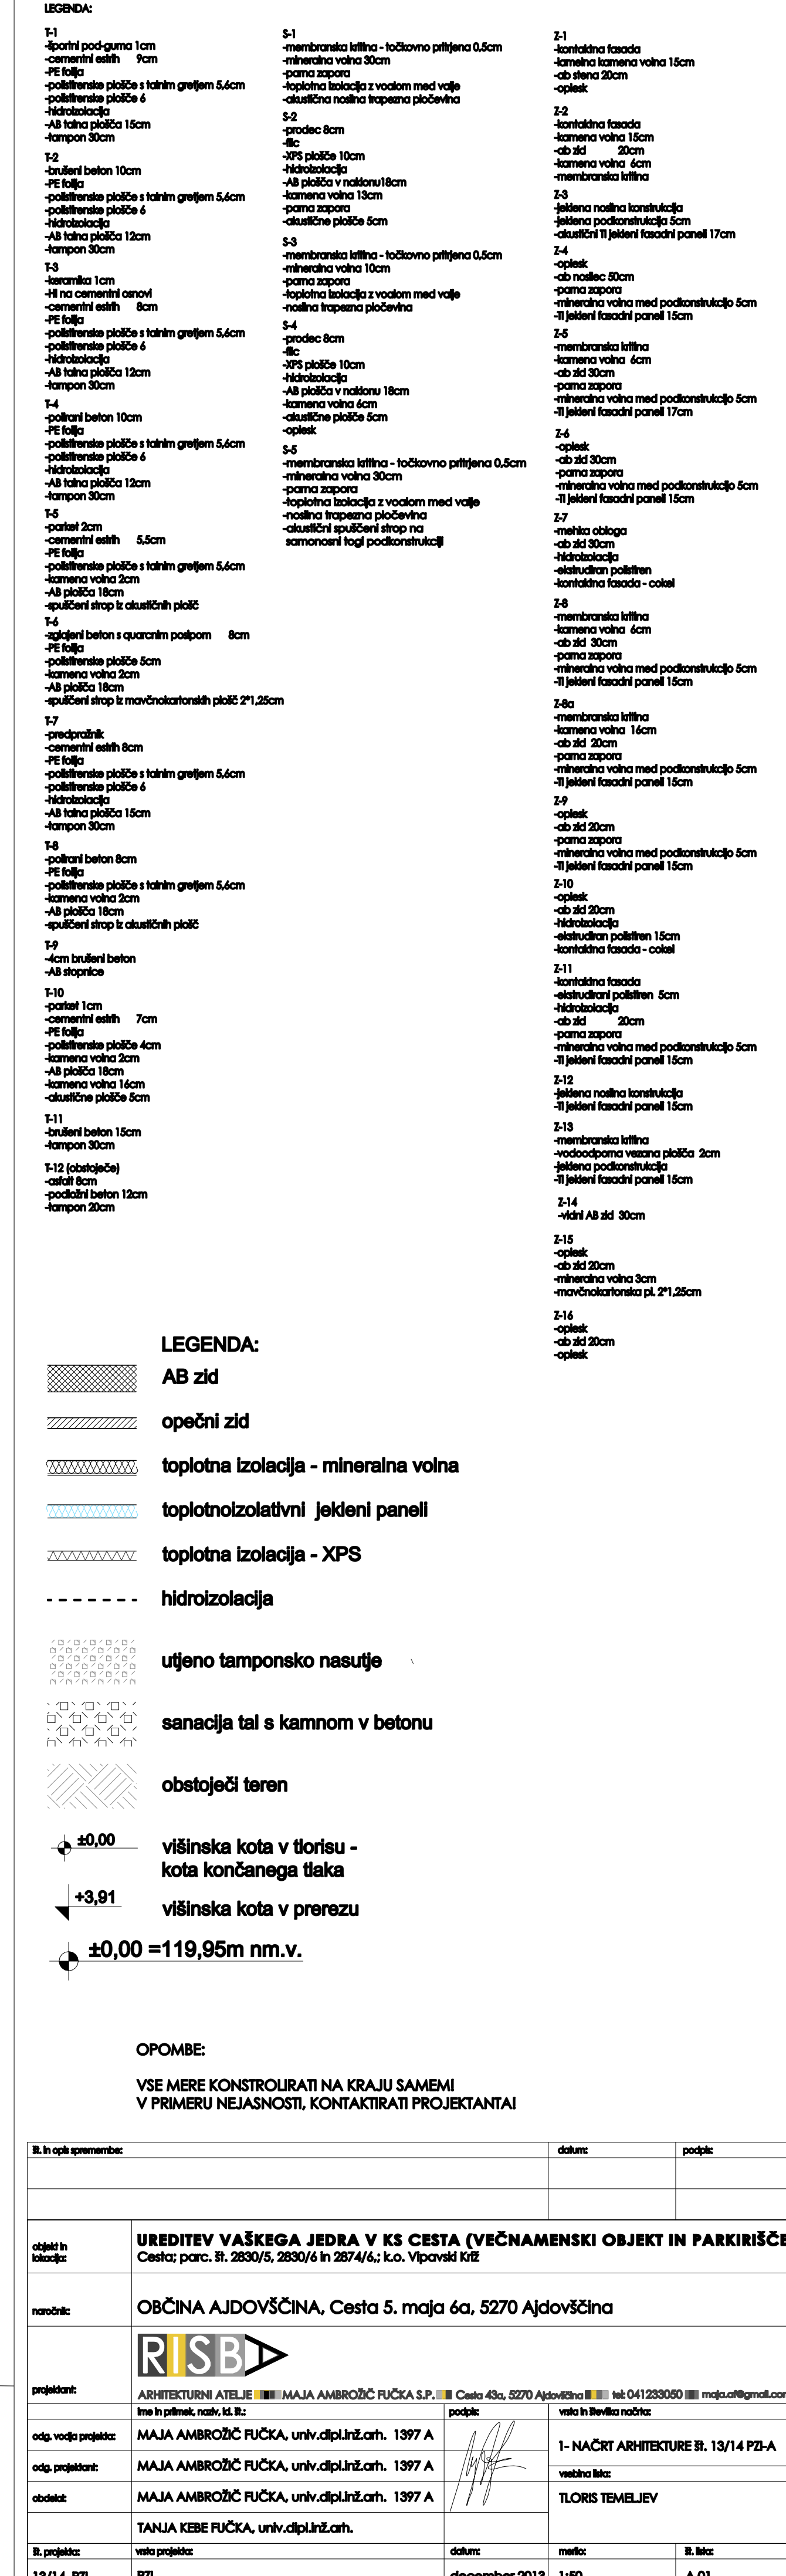 LEGENDA:
T-1
-športni pod-guma 1cm
-cementni estrih 9cm
-PE folija
-polistirenske plošče s talnim gretjem 5,6cm
-polistirenske plošče 6
-hidroizolacija
-AB talna plošča 15cm
-tampon 30cm
T-2
-brušeni beton 10cm
-PE folija
-polistirenske plošče s talnim gretjem 5,6cm
-polistirenske plošče 6
-hidroizolacija
-AB talna plošča 12cm
-tampon 30cm
T-3
-keramika 1cm
-HI na cementni osnovi
-cementni estrih 8cm
-PE folija
-polistirenske plošče s talnim gretjem 5,6cm
-polistirenske plošče 6
-hidroizolacija
-AB talna plošča 12cm
-tampon 30cm
T-4
-polirani beton 10cm
-PE folija
-polistirenske plošče s talnim gretjem 5,6cm
-polistirenske plošče 6
-hidroizolacija
-AB talna plošča 12cm
-tampon 30cm
T-5
-parket 2cm
-cementni estrih 5,5cm
-PE folija
-polistirenske plošče s talnim gretjem 5,6cm
-kamena volna 2cm
-AB plošča 18cm
-spuščeni strop iz akustičnih plošč
T-6
-zglajeni beton s quarcnim posipom 8cm
-PE folija
-polistirenske plošče 5cm
-kamena volna 2cm
-AB plošča 18cm
-spuščeni strop iz mavčnokartonskih plošč 2*1,25cm
T-7
-predpražnik
-cementni estrih 8cm
-PE folija
-polistirenske plošče s talnim gretjem 5,6cm
-polistirenske plošče 6
-hidroizolacija
-AB talna plošča 15cm
-tampon 30cm
T-8
-polirani beton 8cm
-PE folija
-polistirenske plošče s talnim gretjem 5,6cm
-kamena volna 2cm
-AB plošča 18cm
-spuščeni strop iz akustičnih plošč
T-9
-4cm brušeni beton
-AB stopnice
T-10
-parket 1cm
-cementni estrih 7cm
-PE folija
-polistirenske plošče 4cm
-kamena volna 2cm
-AB plošča 18cm
-kamena volna 16cm
-akustične plošče 5cm
T-11
-brušeni beton 15cm
-tampon 30cm
T-12 (obstoječe)
-asfalt 8cm
-podložni beton 12cm
-tampon 20cm
S-1
-membranska kritina - točkovno pritrjena 0,5cm
-mineralna volna 30cm
-parna zapora
-toplotna izolacija z voalom med valje
-akustična nosilna trapezna pločevina
S-2
-prodec 8cm
-filc
-XPS plošče 10cm
-hidroizolacija
-AB plošča v naklonu18cm
-kamena volna 13cm
-parna zapora
-akustične plošče 5cm
S-3
-membranska kritina - točkovno pritrjena 0,5cm
-mineralna volna 10cm
-parna zapora
-toplotna izolacija z voalom med valje
-nosilna trapezna pločevina
S-4
-prodec 8cm
-filc
-XPS plošče 10cm
-hidroizolacija
-AB plošča v naklonu 18cm
-kamena volna 6cm
-akustične plošče 5cm
-oplesk
S-5
-membranska kritina - točkovno pritrjena 0,5cm
-mineralna volna 30cm
-parna zapora
-toplotna izolacija z voalom med valje
-nosilna trapezna pločevina
-akustični spuščeni strop na
samonosni togi podkonstrukciji
Z-1
-kontaktna fasada
-lamelna kamena volna 15cm
-ab stena 20cm
-oplesk
Z-2
-kontaktna fasada
-kamena volna 15cm
-ab zid 20cm
-kamena volna 6cm
-membranska kritina
Z-3
-jeklena nosilna konstrukcija
-jeklena podkonstrukcija 5cm
-akustični TI jekleni fasadni paneli 17cm
Z-4
-oplesk
-ab nosilec 50cm
-parna zapora
-mineralna volna med podkonstrukcijo 5cm
-TI jekleni fasadni paneli 15cm
Z-5
-membranska kritina
-kamena volna 6cm
-ab zid 30cm
-parna zapora
-mineralna volna med podkonstrukcijo 5cm
-TI jekleni fasadni paneli 17cm
Z-6
-oplesk
-ab zid 30cm
-parna zapora
-mineralna volna med podkonstrukcijo 5cm
-TI jekleni fasadni paneli 15cm
Z-7
-mehka obloga
-ab zid 30cm
-hidroizolacija
-ekstrudiran polistiren
-kontaktna fasada - cokel
Z-8
-membranska kritina
-kamena volna 6cm
-ab zid 30cm
-parna zapora
-mineralna volna med podkonstrukcijo 5cm
-TI jekleni fasadni paneli 15cm
Z-8a
-membranska kritina
-kamena volna 16cm
-ab zid 20cm
-parna zapora
-mineralna volna med podkonstrukcijo 5cm
-TI jekleni fasadni paneli 15cm
Z-9
-oplesk
-ab zid 20cm
-parna zapora
-mineralna volna med podkonstrukcijo 5cm
-TI jekleni fasadni paneli 15cm
Z-10
-oplesk
-ab zid 20cm
-hidroizolacija
-ekstrudiran polistiren 15cm
-kontaktna fasada - cokel
Z-11
-kontaktna fasada
-ekstrudirani polistiren 5cm
-hidroizolacija
-ab zid 20cm
-parna zapora
-mineralna volna med podkonstrukcijo 5cm
-TI jekleni fasadni paneli 15cm
Z-12
-jeklena nosilna konstrukcija
-TI jekleni fasadni paneli 15cm
Z-13
-membranska kritina
-vodoodporna vezana plošča 2cm
-jeklena podkonstrukcija
-TI jekleni fasadni paneli 15cm
Z-14
-vidni AB zid 30cm
Z-15
-oplesk
-ab zid 20cm
-mineralna volna 3cm
-mavčnokartonska pl. 2*1,25cm
Z-16
-oplesk
-ab zid 20cm
-oplesk
LEGENDA:
AB zid
opečni zid
toplotna izolacija - mineralna volna
toplotnoizolativni jekleni paneli
toplotna izolacija - XPS
hidroizolacija
utjeno tamponsko nasutje
sanacija tal s kamnom v betonu
obstoječi teren
±0,00 višinska kota v tlorisu -
kota končanega tlaka
+3,91 višinska kota v prerezu
±0,00 =119,95m nm.v.
OPOMBE:
VSE MERE KONSTROLIRATI NA KRAJU SAMEM!
V PRIMERU NEJASNOSTI, KONTAKTIRATI PROJEKTANTA!
št. in opis spremembe: datum: podpis:
objekt in lokacija:
UREDITEV VAŠKEGA JEDRA V KS CESTA (VEČNAMENSKI OBJEKT IN PARKIRIŠČE
Cesta; parc. št. 2830/5, 2830/6 in 2874/6,; k.o. Vipavski Križ
naročnik: OBČINA AJDOVŠČINA, Cesta 5. maja 6a, 5270 Ajdovščina
RISBA
projektant: ARHITEKTURNI ATELJE MAJA AMBROŽIČ FUČKA S.P. Cesta 43a, 5270 Ajdovščina tel: 041233050 maja.af@gmail.com
ime in priimek, naziv, id. št.: podpis: vrsta in številka načrta:
odg. vodja projekta: MAJA AMBROŽIČ FUČKA, univ.dipl.inž.arh. 1397 A
1- NAČRT ARHITEKTURE št. 13/14 PZI-A
odg. projektant: MAJA AMBROŽIČ FUČKA, univ.dipl.inž.arh. 1397 A
vsebina lista:
obdelal: MAJA AMBROŽIČ FUČKA, univ.dipl.inž.arh. 1397 A
TLORIS TEMELJEV
TANJA KEBE FUČKA, univ.dipl.inž.arh.
št. projekta: vrsta projekta: datum: merilo: št. lista:
13/14 PZI PZI december 2013 1:50 A.01